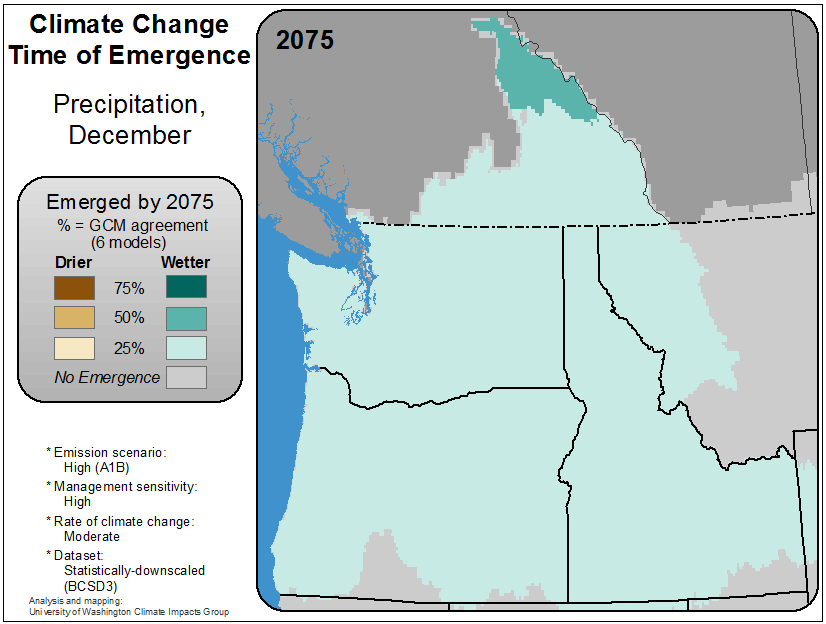 Climate Change
Time of Emergence
Precipitation,
December
2075
Emerged by 2075
% = GCM agreement
(6 models)
Drier Wetter
75%
50%
25%
No Emergence
* Emission scenario:
High (A1B)
* Management sensitivity:
High
* Rate of climate change:
Moderate
* Dataset:
Statistically-downscaled
(BCSD3)
Analysis and mapping:
University of Washington Climate Impacts Group